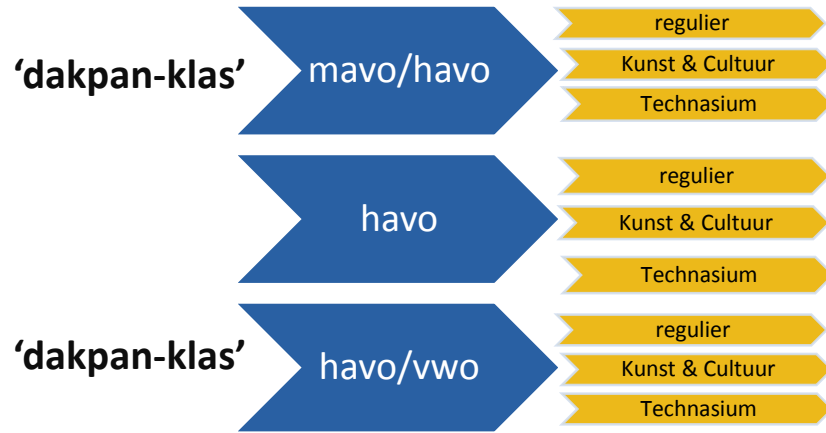 ‘dakpan-klas’
mavo/havo
regulier
Kunst & Cultuur
Technasium
havo
regulier
Kunst & Cultuur
Technasium
‘dakpan-klas’
havo/vwo
regulier
Kunst & Cultuur
Technasium